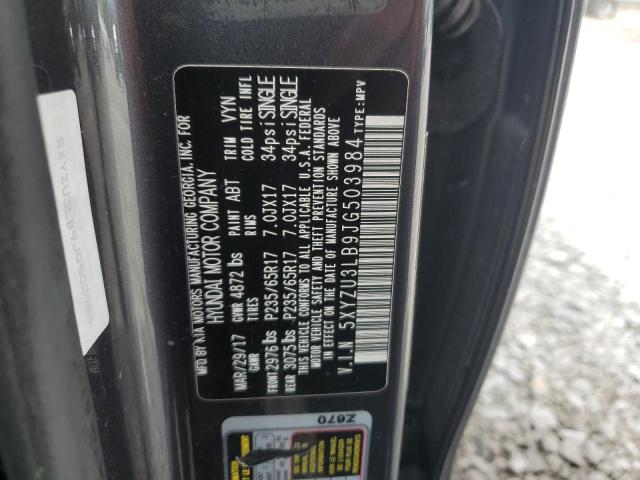 MFD BY KIA MOTORS MANUFACTURING GEORGIA, INC. FOR
HYUNDAI MOTOR COMPANY
MAR/29/17 GVWR 4872 lbs PAINT ABT TRIM VYN
GAWR RIMS COLD TIRE INFL
FRONT 2976 lbs P235/65R17 7.0JX17 34psi SINGLE
REAR 3075 lbs P235/65R17 7.0JX17 34psi SINGLE
THIS VEHICLE CONFORMS TO ALL APPLICABLE U.S.A. FEDERAL
MOTOR VEHICLE SAFETY AND THEFT PREVENTION STANDARDS
IN EFFECT ON THE DATE OF MANUFACTURE SHOWN ABOVE
V.I.N 5XYZU3LB9JG503984 TYPE:MPV
Z670